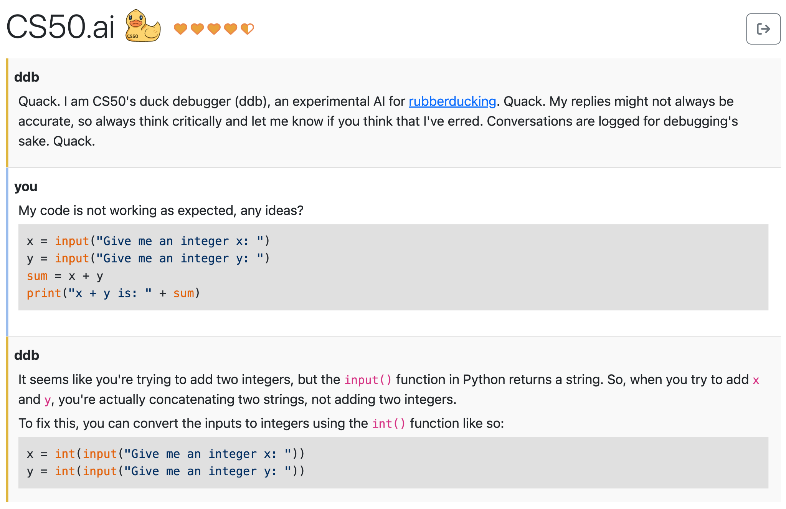 CS50.ai
ddb
Quack. I am CS50's duck debugger (ddb), an experimental AI for rubberducking. Quack. My replies might not always be
accurate, so always think critically and let me know if you think that I've erred. Conversations are logged for debugging's
sake. Quack.
you
My code is not working as expected, any ideas?
x = input("Give me an integer x: ")
y = input("Give me an integer y: ")
sum = x + y
print("x + y is: " + sum)
ddb
It seems like you're trying to add two integers, but the input() function in Python returns a string. So, when you try to add x
and y, you're actually concatenating two strings, not adding two integers.
To fix this, you can convert the inputs to integers using the int() function like so:
x = int(input("Give me an integer x: "))
y = int(input("Give me an integer y: "))